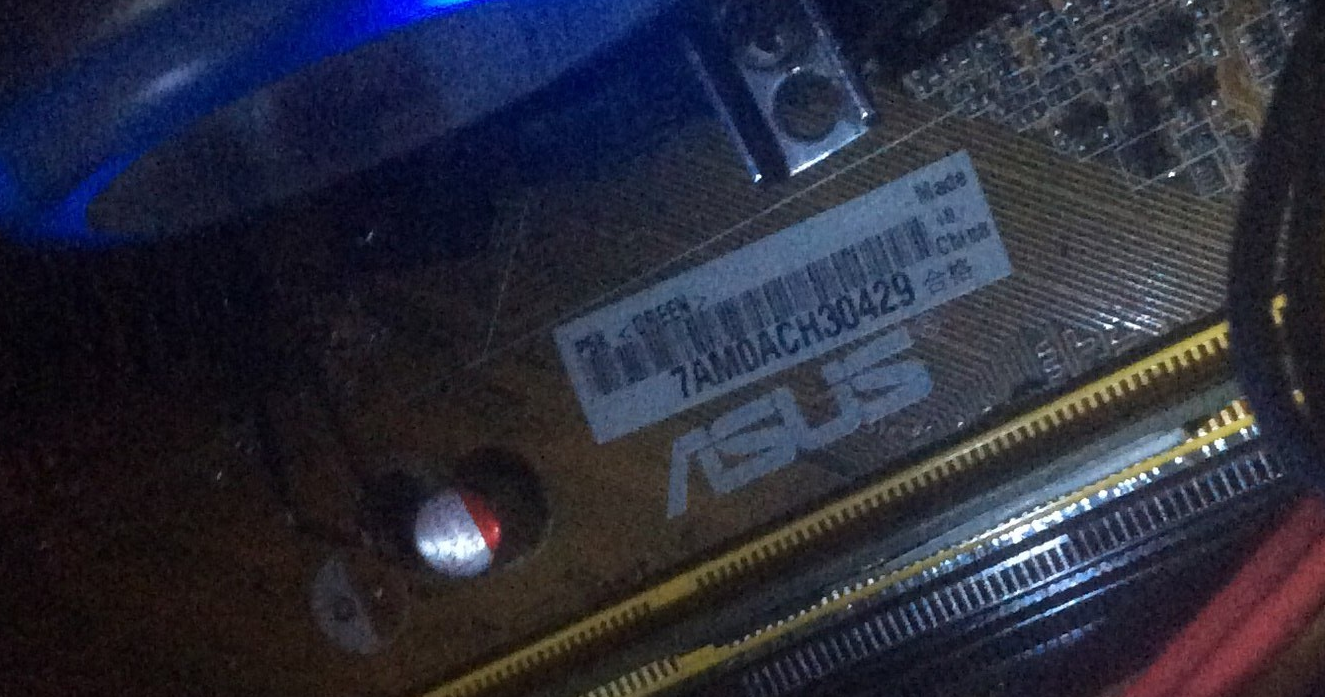 Made
in
China
<GREEN>
7AM0ACH30429
合格
ASUS